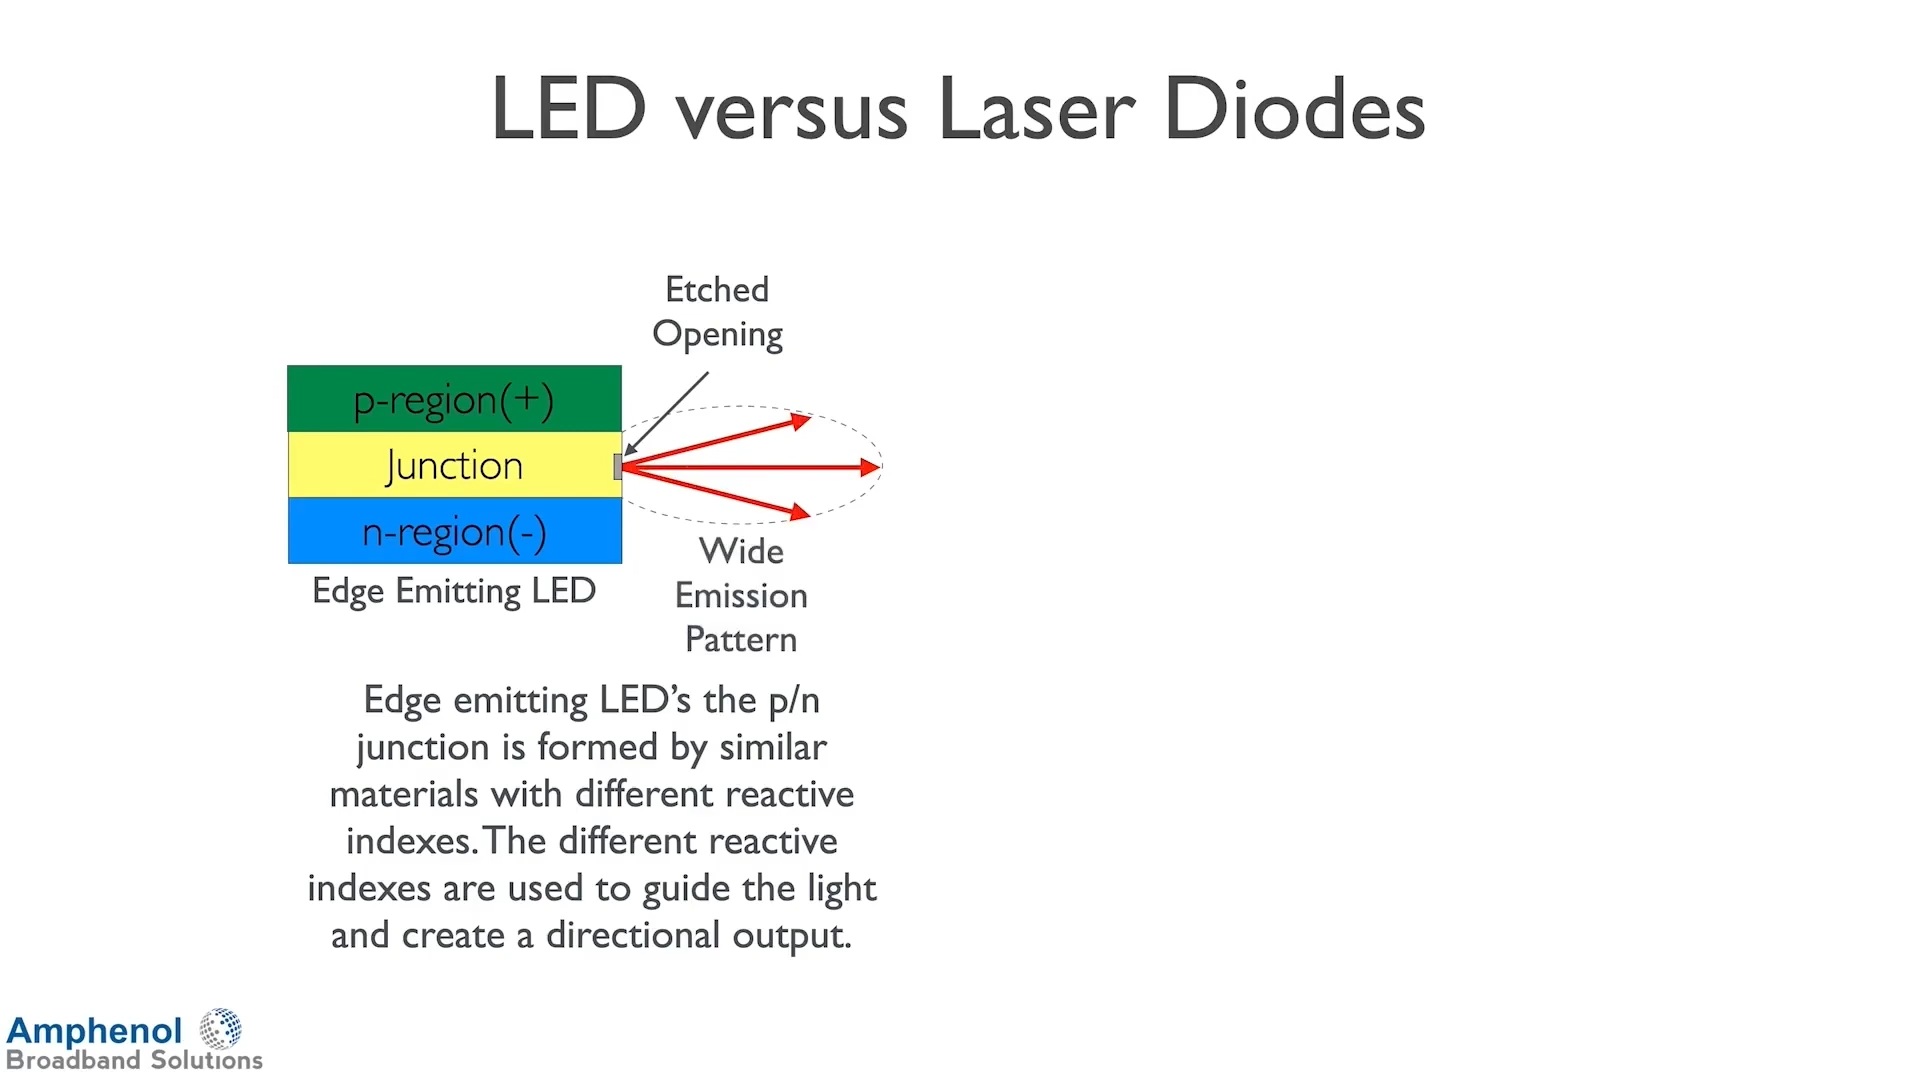 LED versus Laser Diodes
Etched
Opening
p-region(+)
Junction
n-region(-)
Edge Emitting LED
Wide
Emission
Pattern
Edge emitting LED’s the p/n
junction is formed by similar
materials with different reactive
indexes. The different reactive
indexes are used to guide the light
and create a directional output.
Amphenol
Broadband Solutions